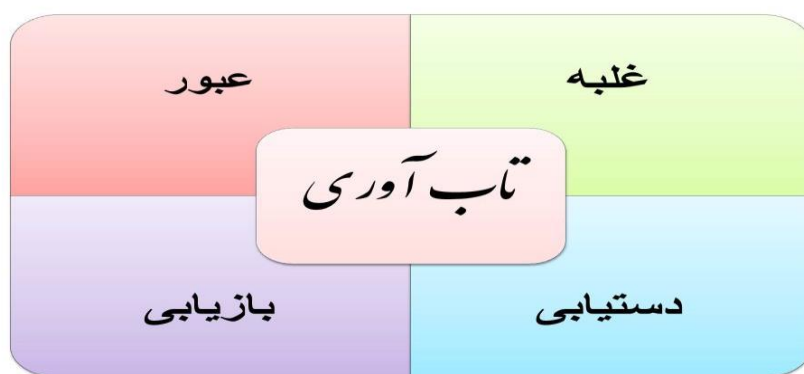 غلبه
عبور
تاب آوری
دستیابی
بازیابی